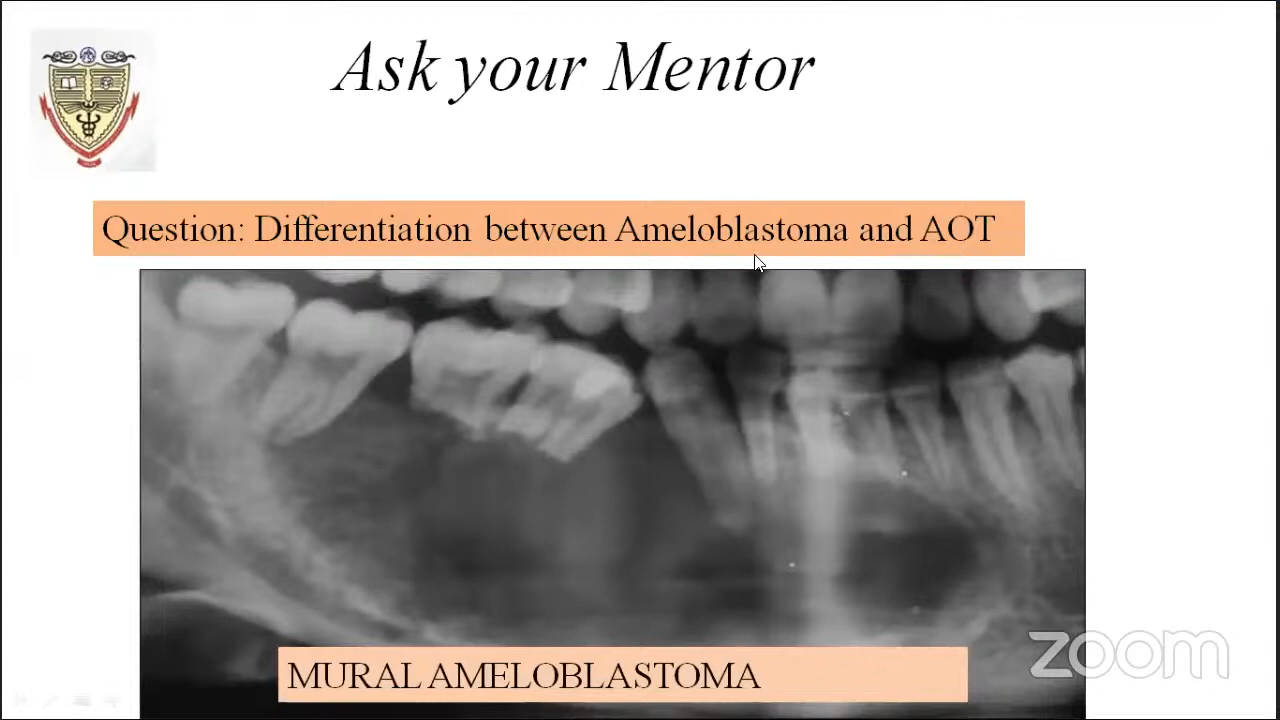 Ask your Mentor
Question: Differentiation between Ameloblastoma and AOT
MURAL AMELOBLASTOMA
zoom